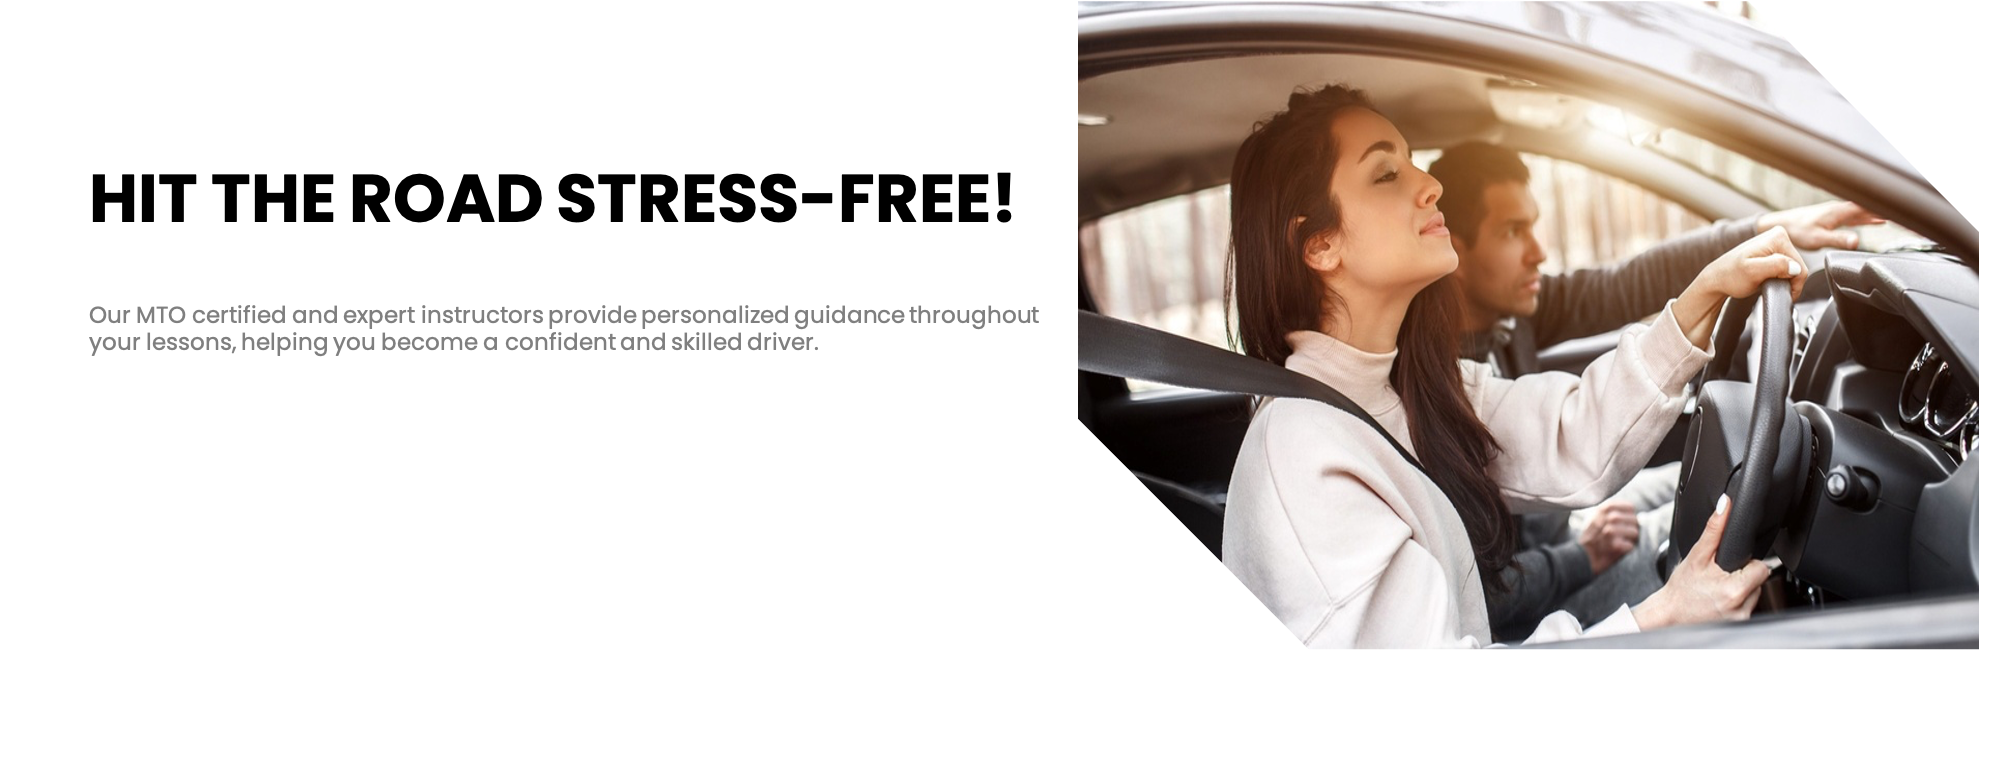 HIT THE ROAD STRESS-FREE!
Our MTO certified and expert instructors provide personalized guidance throughout
your lessons, helping you become a confident and skilled driver.